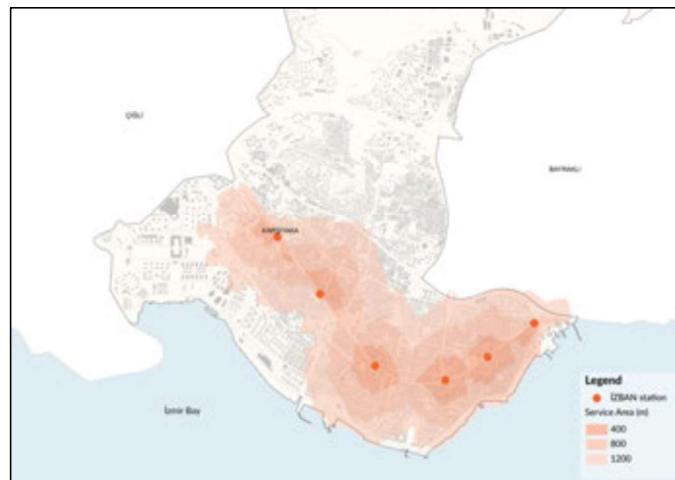 ÇİĞLİ
BAYRAKLI
KARŞIYAKA
İzmir Bay
Legend
İZBAN station
Service Area (m)
400
800
1200